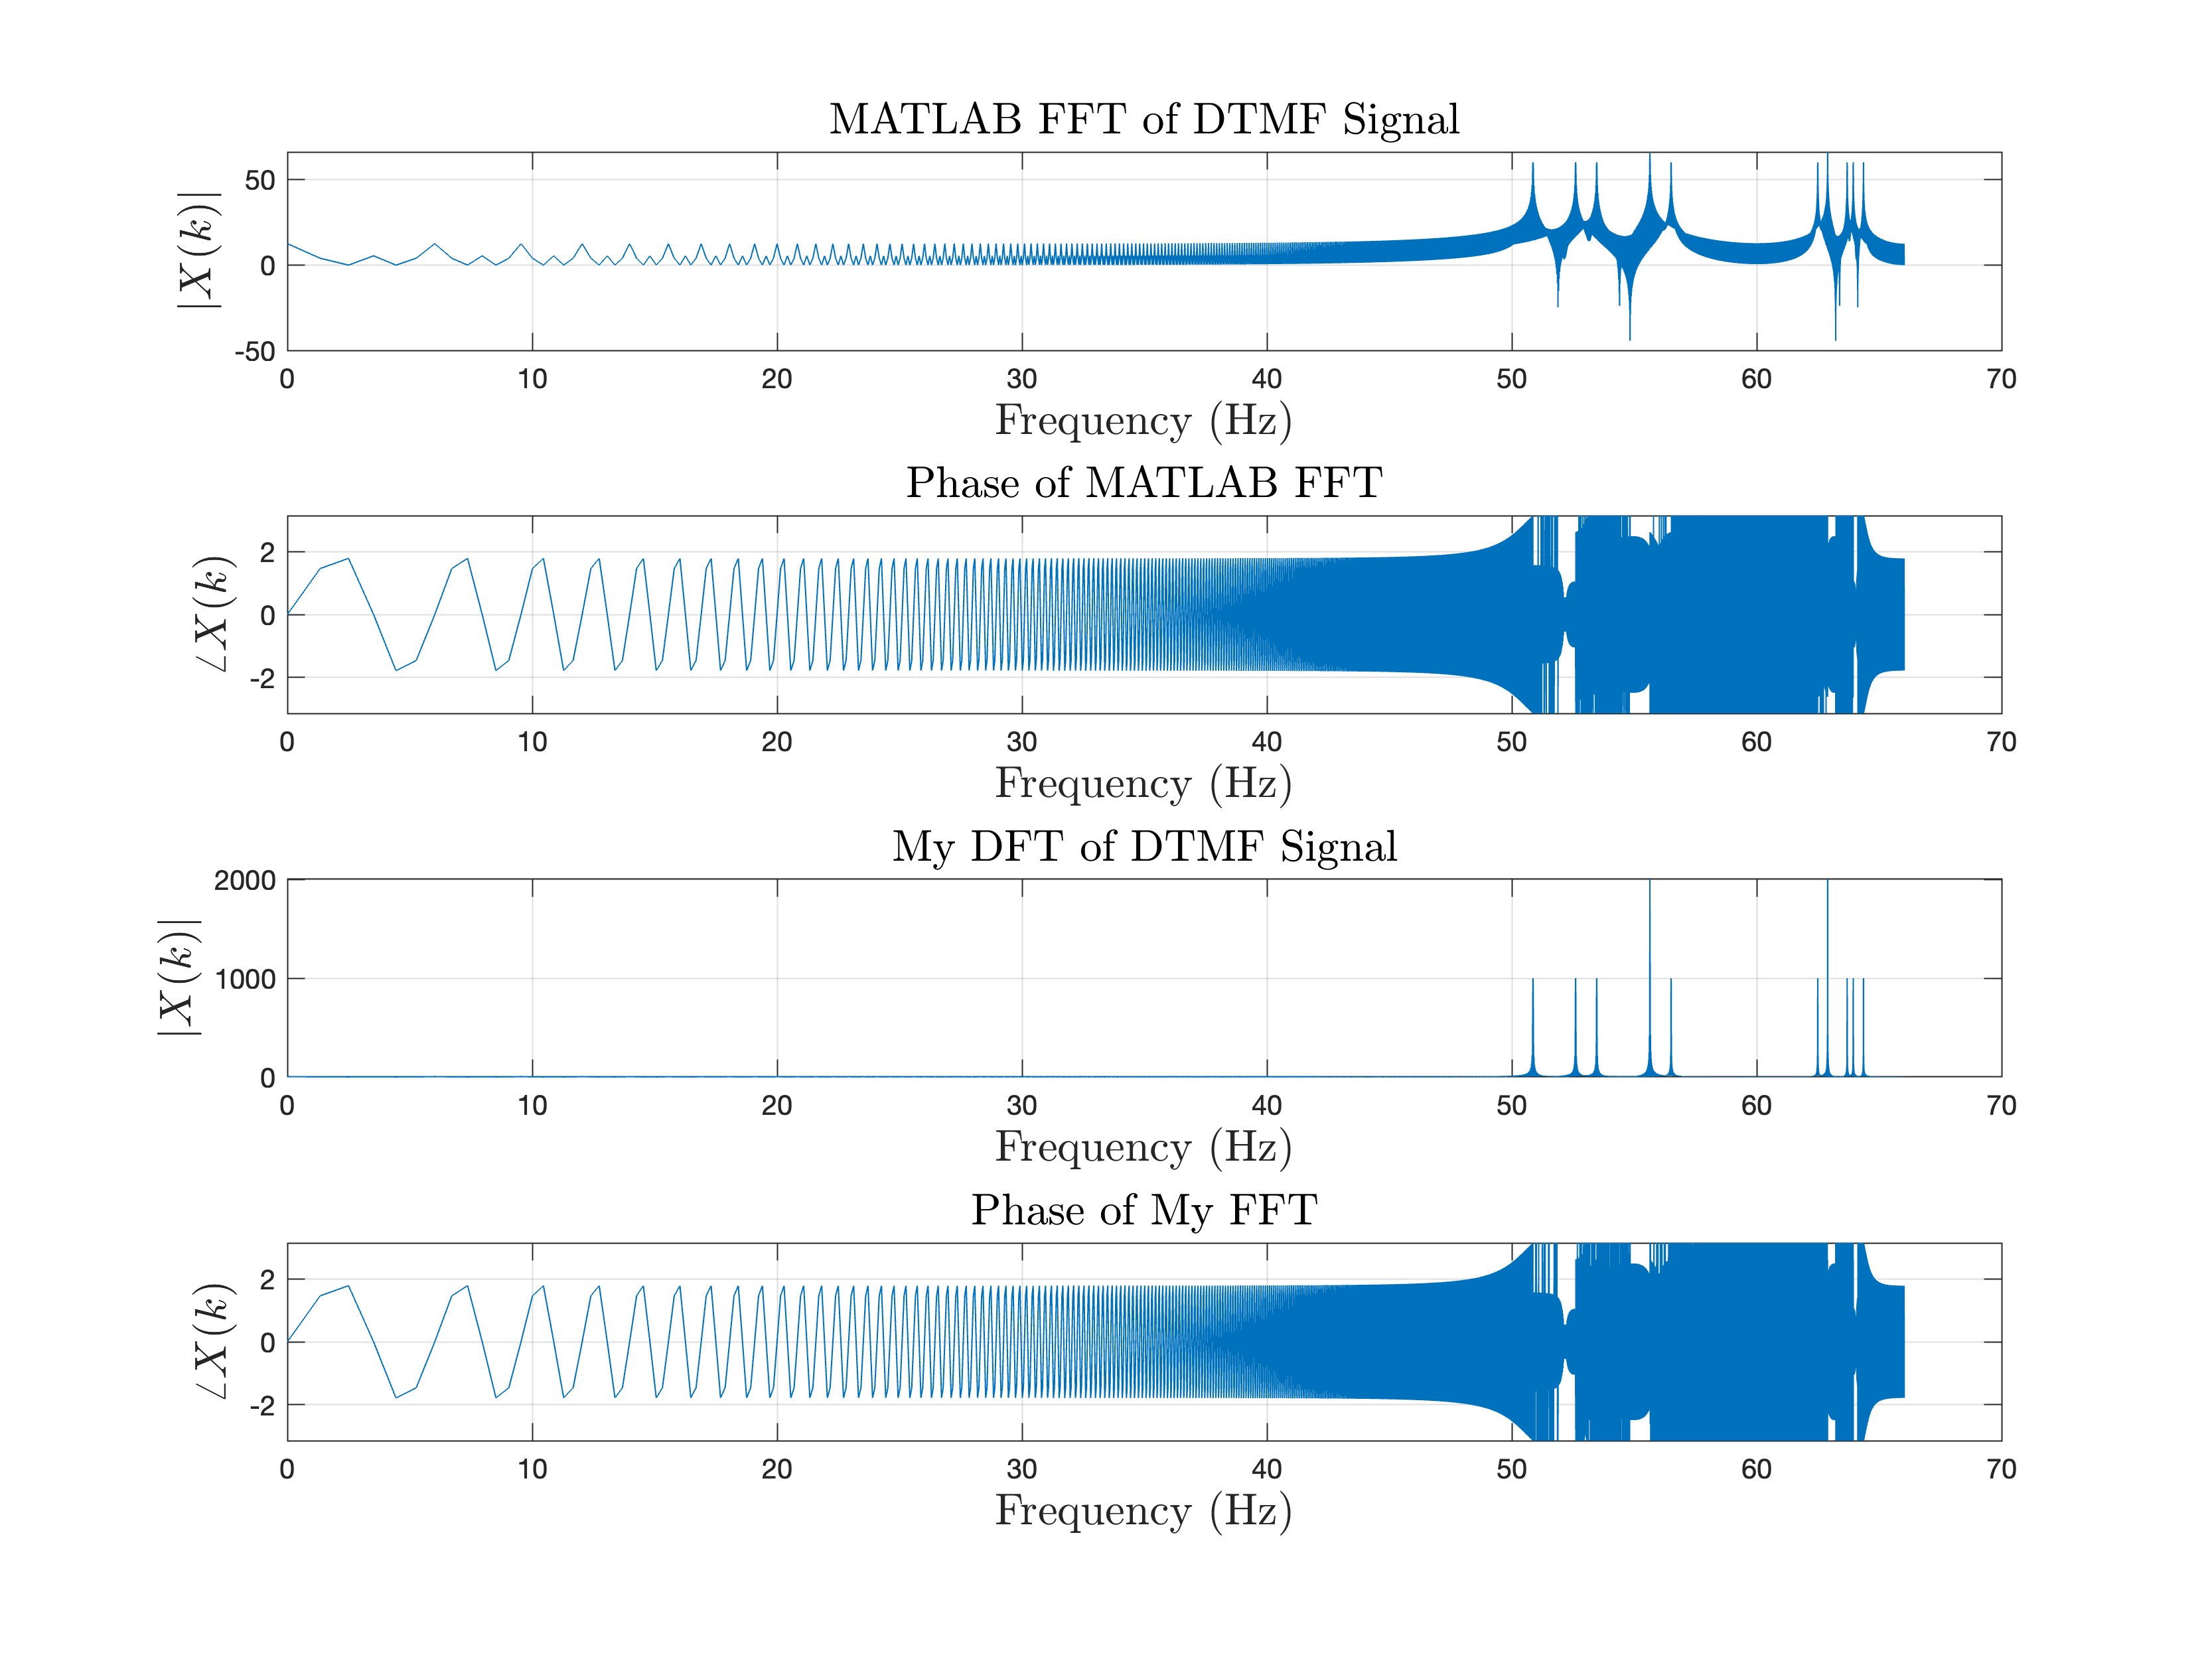 MATLAB FFT of DTMF Signal
|X(k)|
50
0
-50
0 10 20 30 40 50 60 70
Frequency (Hz)
Phase of MATLAB FFT
∠X(k)
2
0
-2
0 10 20 30 40 50 60 70
Frequency (Hz)
My DFT of DTMF Signal
|X(k)|
2000
1000
0
0 10 20 30 40 50 60 70
Frequency (Hz)
Phase of My FFT
∠X(k)
2
0
-2
0 10 20 30 40 50 60 70
Frequency (Hz)